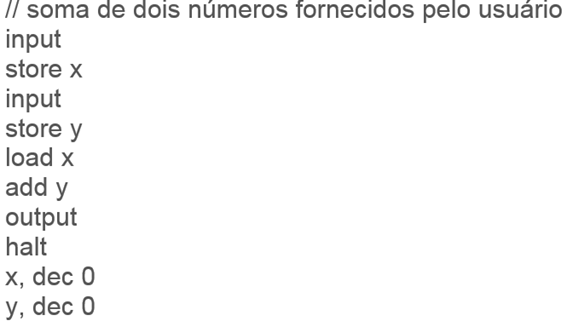 // soma de dois números fornecidos pelo usuário
input
store x
input
store y
load x
add y
output
halt
x, dec 0
y, dec 0